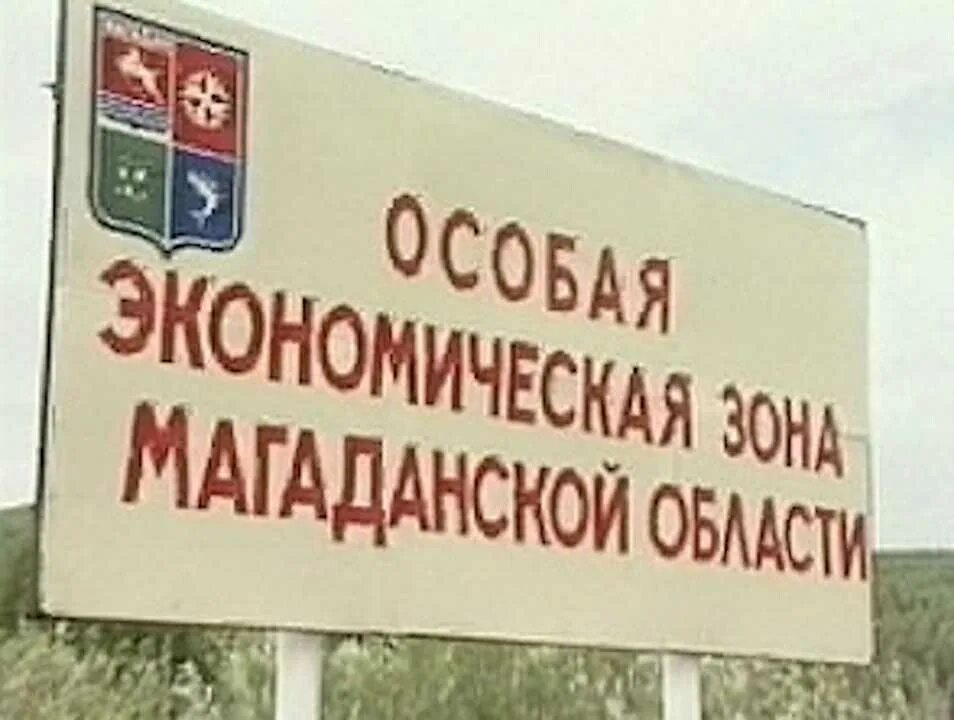 ОСОБАЯ
ЭКОНОМИЧЕСКАЯ ЗОНА
МАГАДАНСКОЙ ОБЛАСТИ